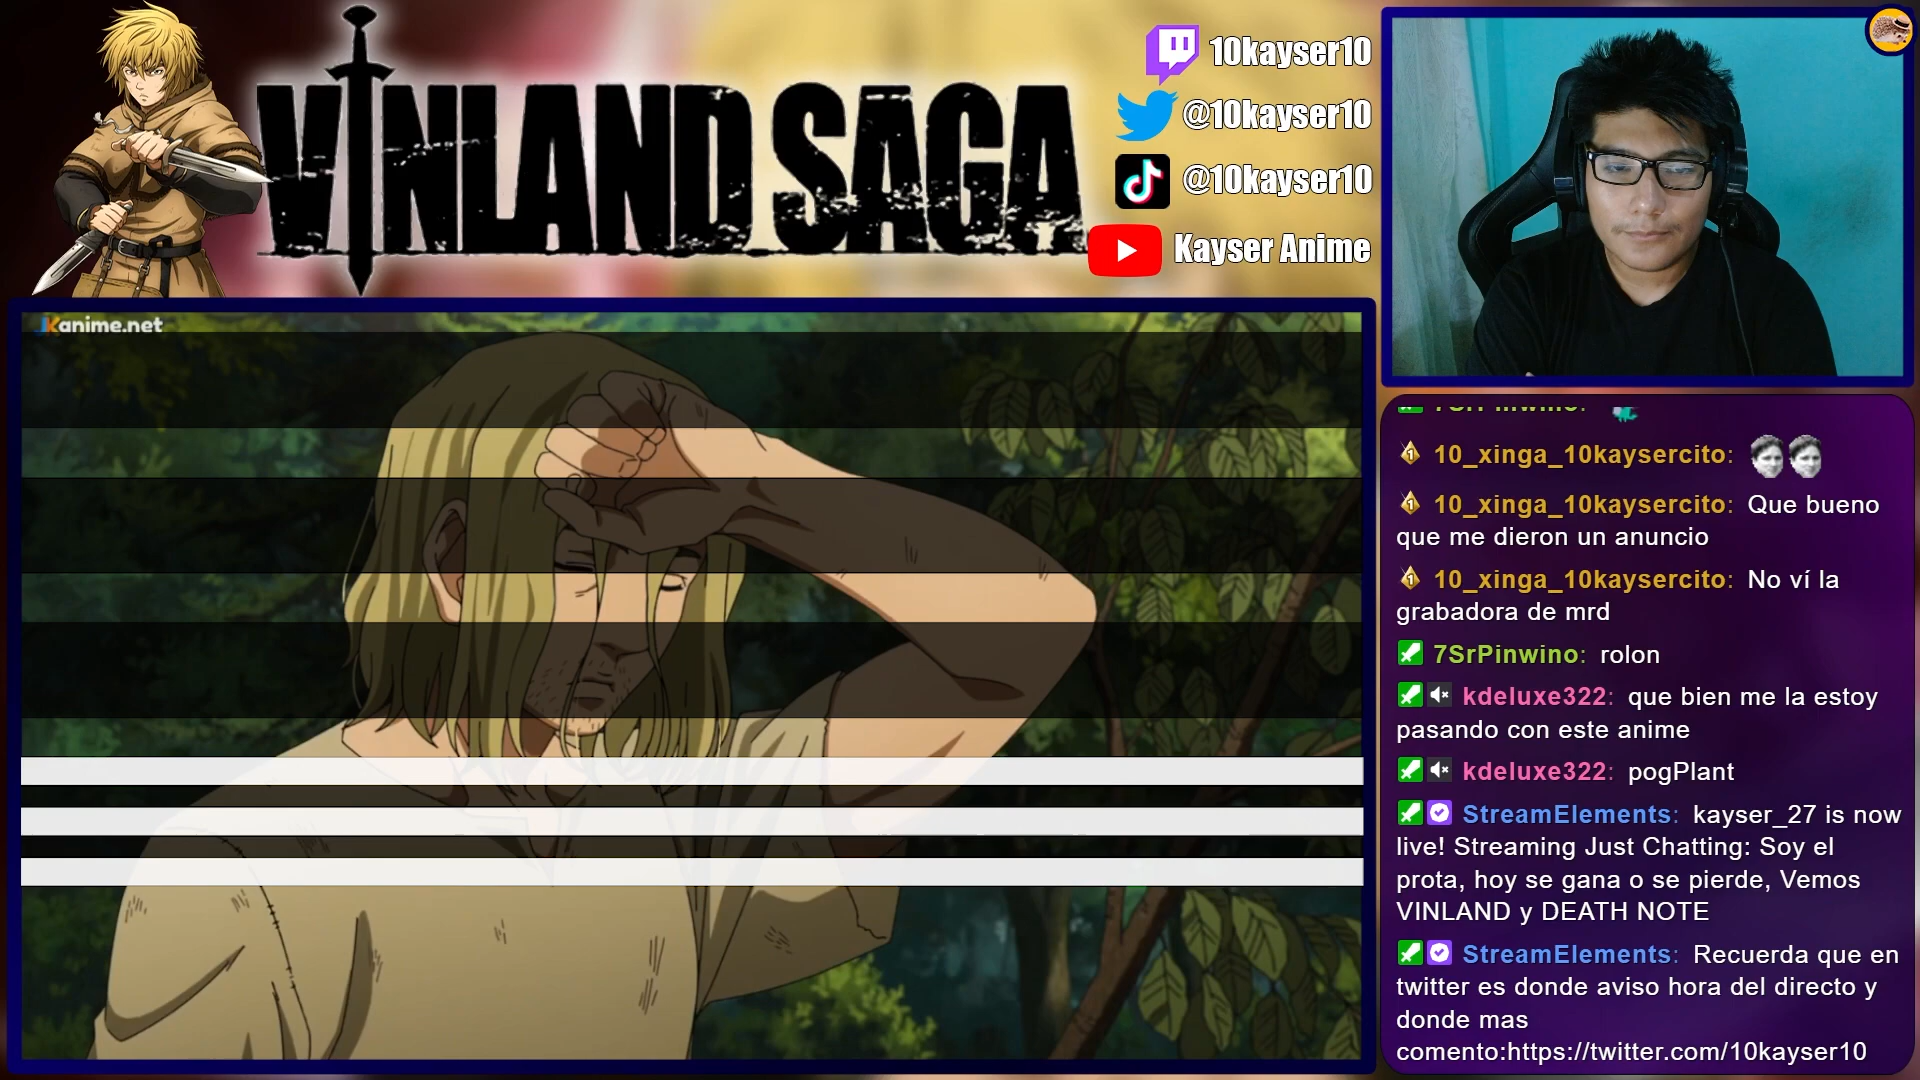 VINLAND SAGA
10kayser10
@10kayser10
@10kayser10
Kayser Anime
JKanime.net
10_xinga_10kaysercito:
10_xinga_10kaysercito: Que bueno
que me dieron un anuncio
10_xinga_10kaysercito: No ví la
grabadora de mrd
7SrPinwino: rolon
kdeluxe322: que bien me la estoy
pasando con este anime
kdeluxe322: pogPlant
StreamElements: kayser_27 is now
live! Streaming Just Chatting: Soy el
prota, hoy se gana o se pierde, Vemos
VINLAND y DEATH NOTE
StreamElements: Recuerda que en
twitter es donde aviso hora del directo y
donde mas
comento:https://twitter.com/10kayser10